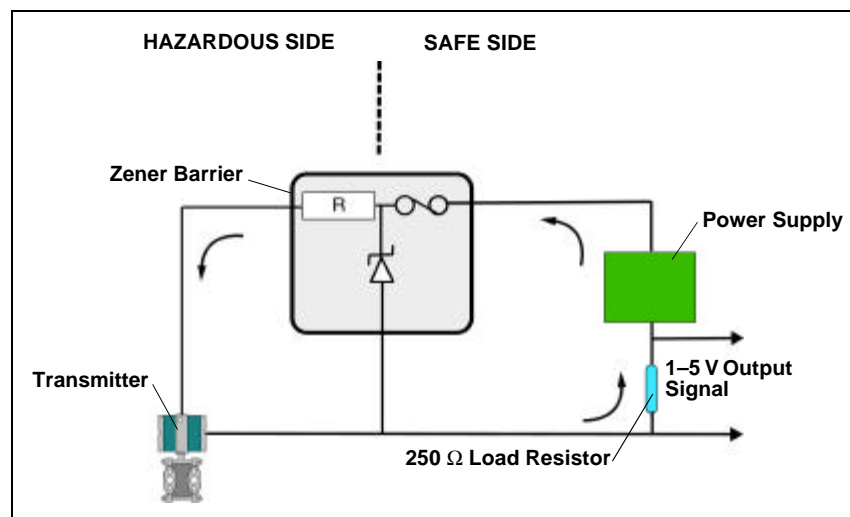 HAZARDOUS SIDE
SAFE SIDE
Zener Barrier
R
Power Supply
1–5 V Output
Signal
Transmitter
250 Ω Load Resistor